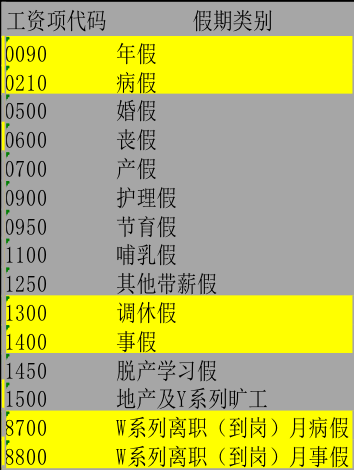 工资项代码 假期类别
0090 年假
0210 病假
0500 婚假
0600 丧假
0700 产假
0900 护理假
0950 节育假
1100 哺乳假
1250 其他带薪假
1300 调休假
1400 事假
1450 脱产学习假
1500 地产及Y系列旷工
8700 W系列离职（到岗）月病假
8800 W系列离职（到岗）月事假